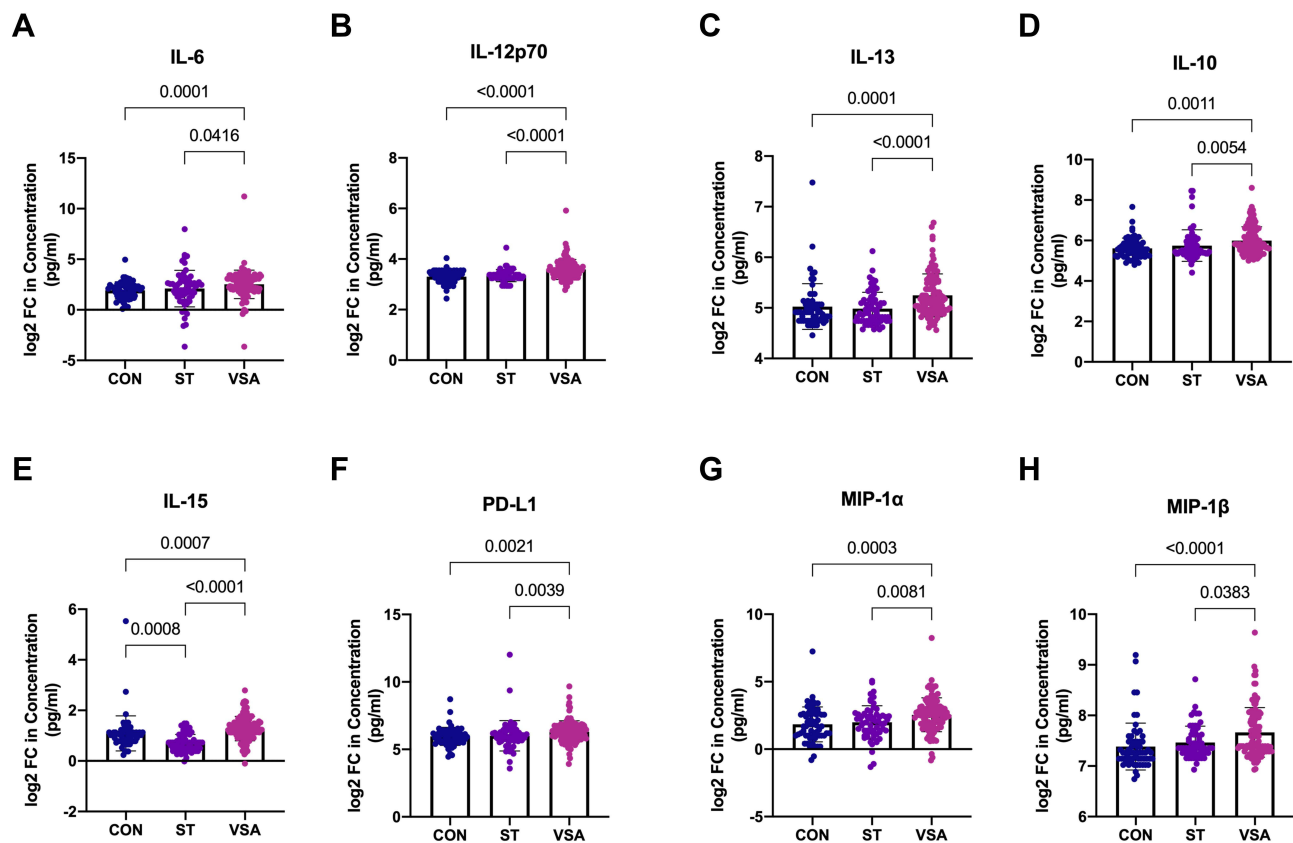 A
IL-6
0.0001
0.0416
log2 FC in Concentration
(pg/ml)
15
10
5
0
-5
CON ST VSA
B
IL-12p70
<0.0001
<0.0001
log2 FC in Concentration
(pg/ml)
8
6
4
2
0
CON ST VSA
C
IL-13
0.0001
<0.0001
log2 FC in Concentration
(pg/ml)
8
7
6
5
4
CON ST VSA
D
IL-10
0.0011
0.0054
log2 FC in Concentration
(pg/ml)
10
8
6
4
2
0
CON ST VSA
E
IL-15
0.0007
<0.0001
0.0008
log2 FC in Concentration
(pg/ml)
6
4
2
0
-2
CON ST VSA
F
PD-L1
0.0021
0.0039
log2 FC in Concentration
(pg/ml)
15
10
5
0
CON ST VSA
G
MIP-1α
0.0003
0.0081
log2 FC in Concentration
(pg/ml)
10
5
0
-5
CON ST VSA
H
MIP-1β
<0.0001
0.0383
log2 FC in Concentration
(pg/ml)
10
9
8
7
6
CON ST VSA